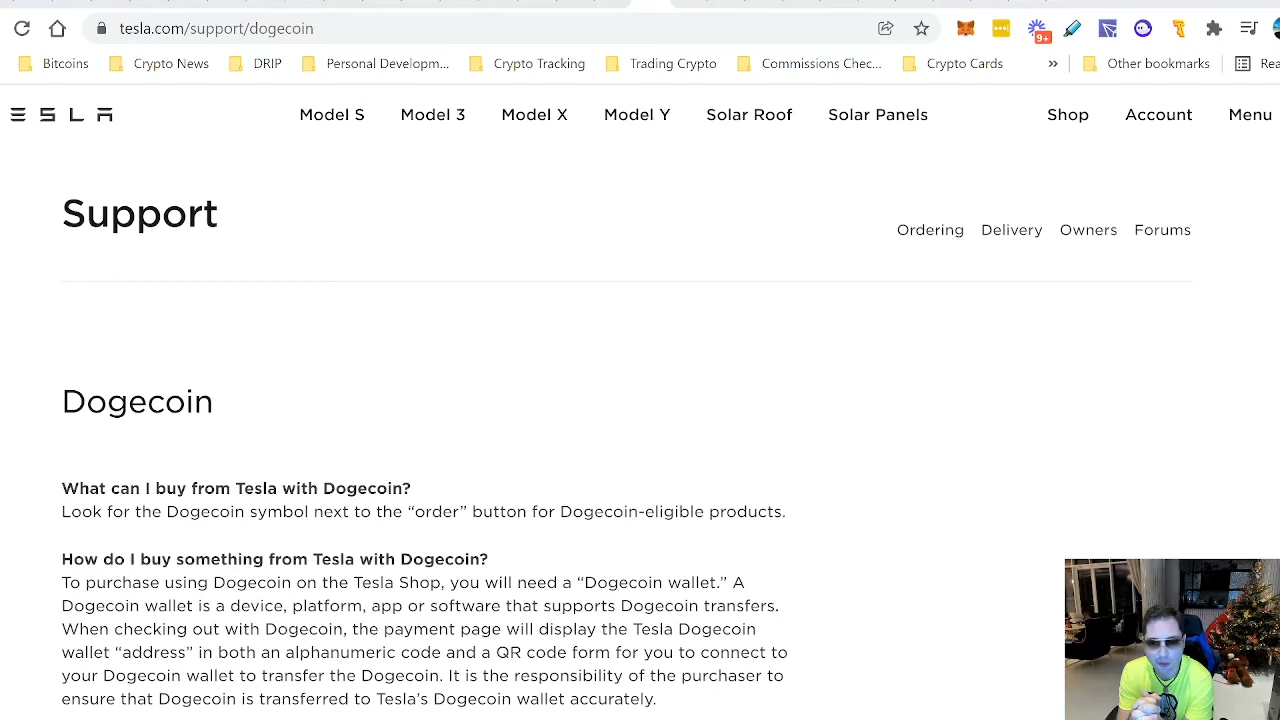 tesla.com/support/dogecoin
9+
Bitcoins Crypto News DRIP Personal Developm... Crypto Tracking Trading Crypto Commissions Chec... Crypto Cards » Other bookmarks Rea
ESLA Model S Model 3 Model X Model Y Solar Roof Solar Panels Shop Account Menu
Support
Ordering Delivery Owners Forums
Dogecoin
What can I buy from Tesla with Dogecoin?
Look for the Dogecoin symbol next to the “order” button for Dogecoin-eligible products.
How do I buy something from Tesla with Dogecoin?
To purchase using Dogecoin on the Tesla Shop, you will need a “Dogecoin wallet.” A
Dogecoin wallet is a device, platform, app or software that supports Dogecoin transfers.
When checking out with Dogecoin, the payment page will display the Tesla Dogecoin
wallet “address” in both an alphanumeric code and a QR code form for you to connect to
your Dogecoin wallet to transfer the Dogecoin. It is the responsibility of the purchaser to
ensure that Dogecoin is transferred to Tesla’s Dogecoin wallet accurately.